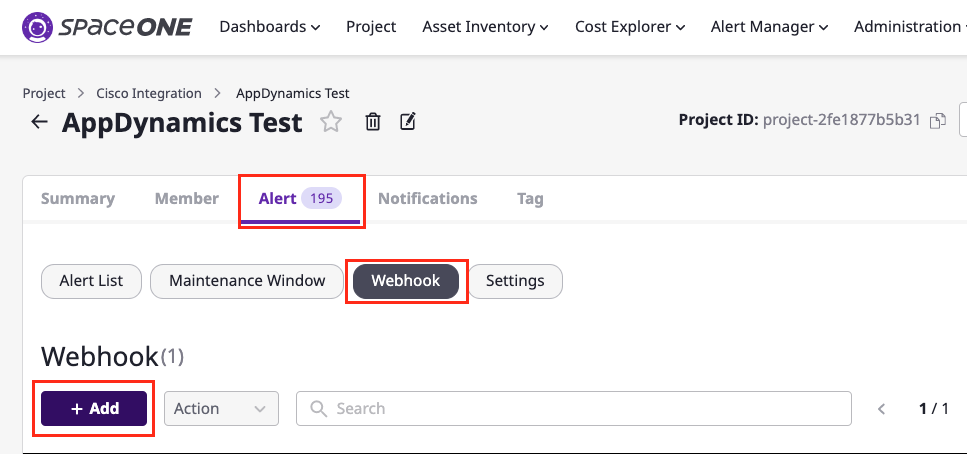 spaceONE Dashboards Project Asset Inventory Cost Explorer Alert Manager Administration
Project > Cisco Integration > AppDynamics Test
← AppDynamics Test Project ID: project-2fe1877b5b31
Summary Member Alert 195 Notifications Tag
Alert List Maintenance Window Webhook Settings
Webhook (1)
+ Add Action Search < 1 / 1